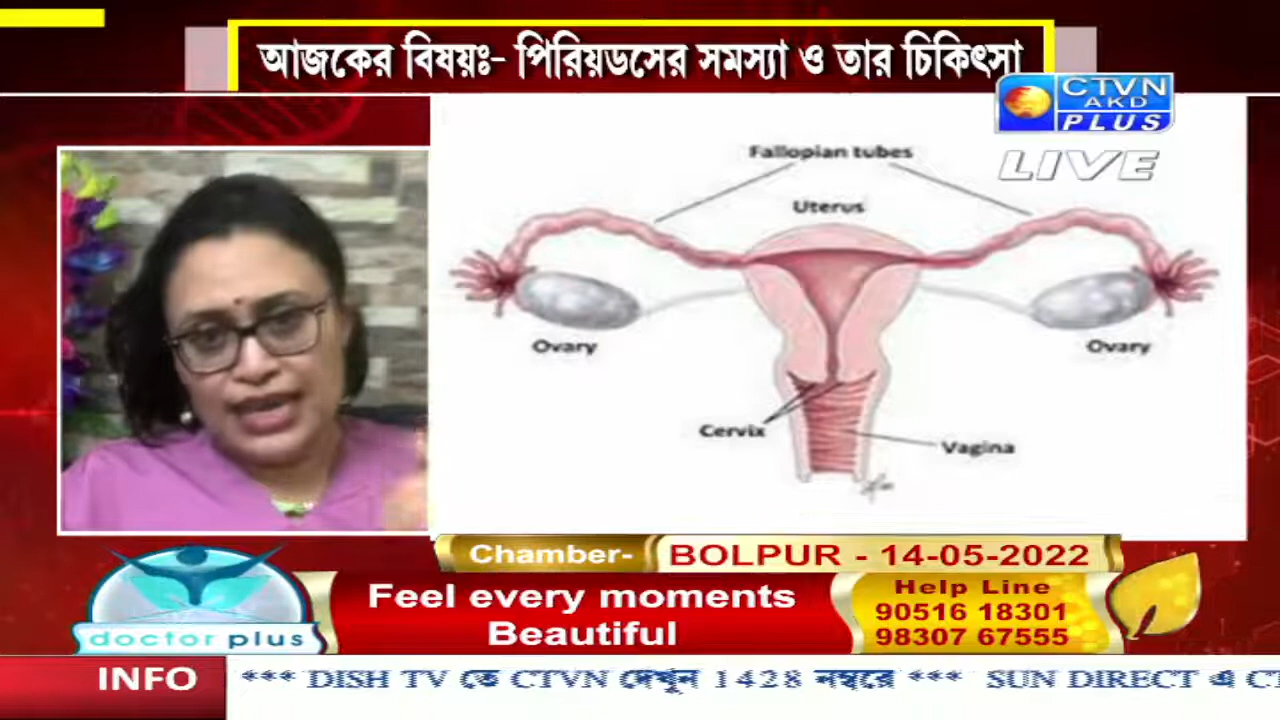 আজকের বিষয়ঃ- পিরিয়ডসের সমস্যা ও তার চিকিৎসা
CTVN
AKD
PLUS
LIVE
Fallopian tubes
Uterus
Ovary
Ovary
Cervix
Vagina
Chamber-
BOLPUR - 14-05-2022
Feel every moments
Beautiful
Help Line
90516 18301
98307 67555
doctor plus
INFO
*** DISH TV তে CTVN দেখুন 1428 নম্বরে *** SUN DIRECT এ